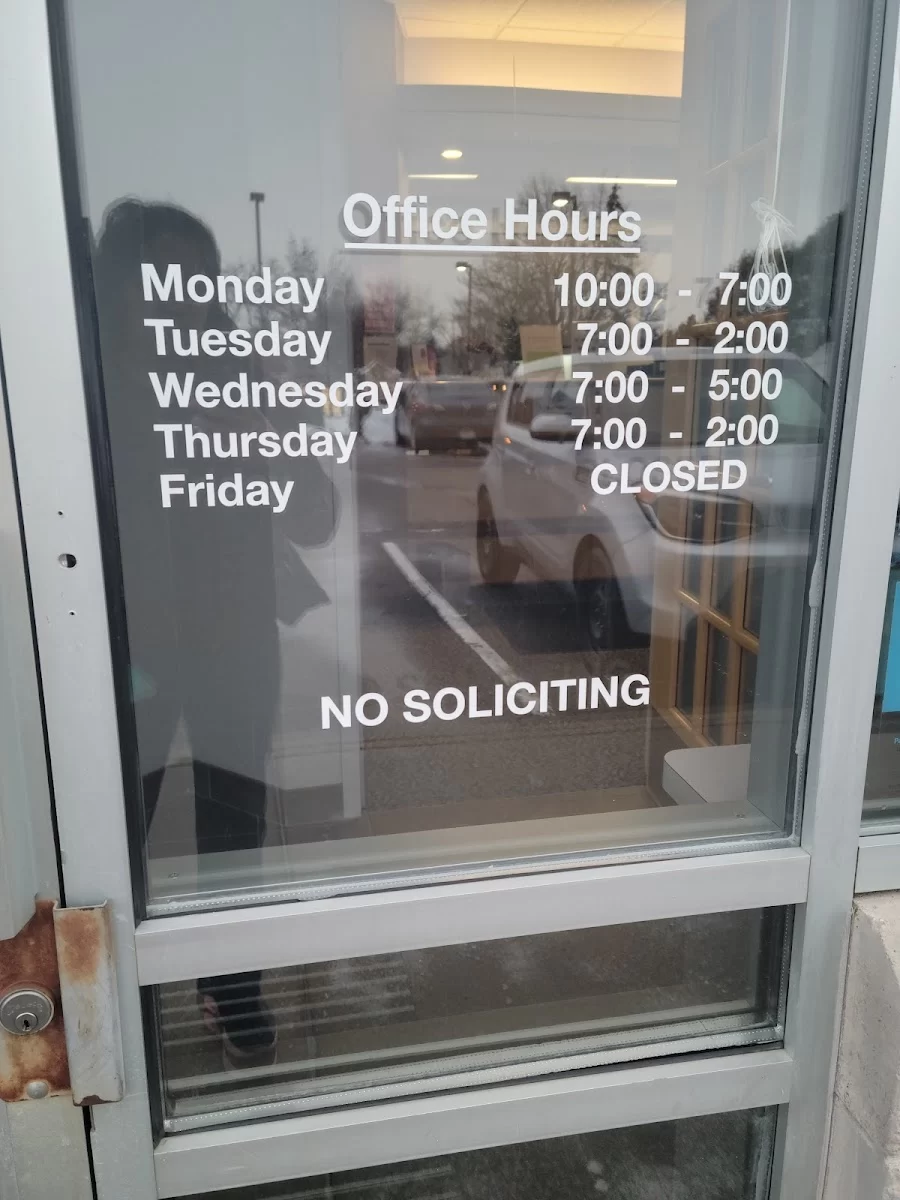 Office Hours
Monday 10:00 - 7:00
Tuesday 7:00 - 2:00
Wednesday 7:00 - 5:00
Thursday 7:00 - 2:00
Friday CLOSED
NO SOLICITING